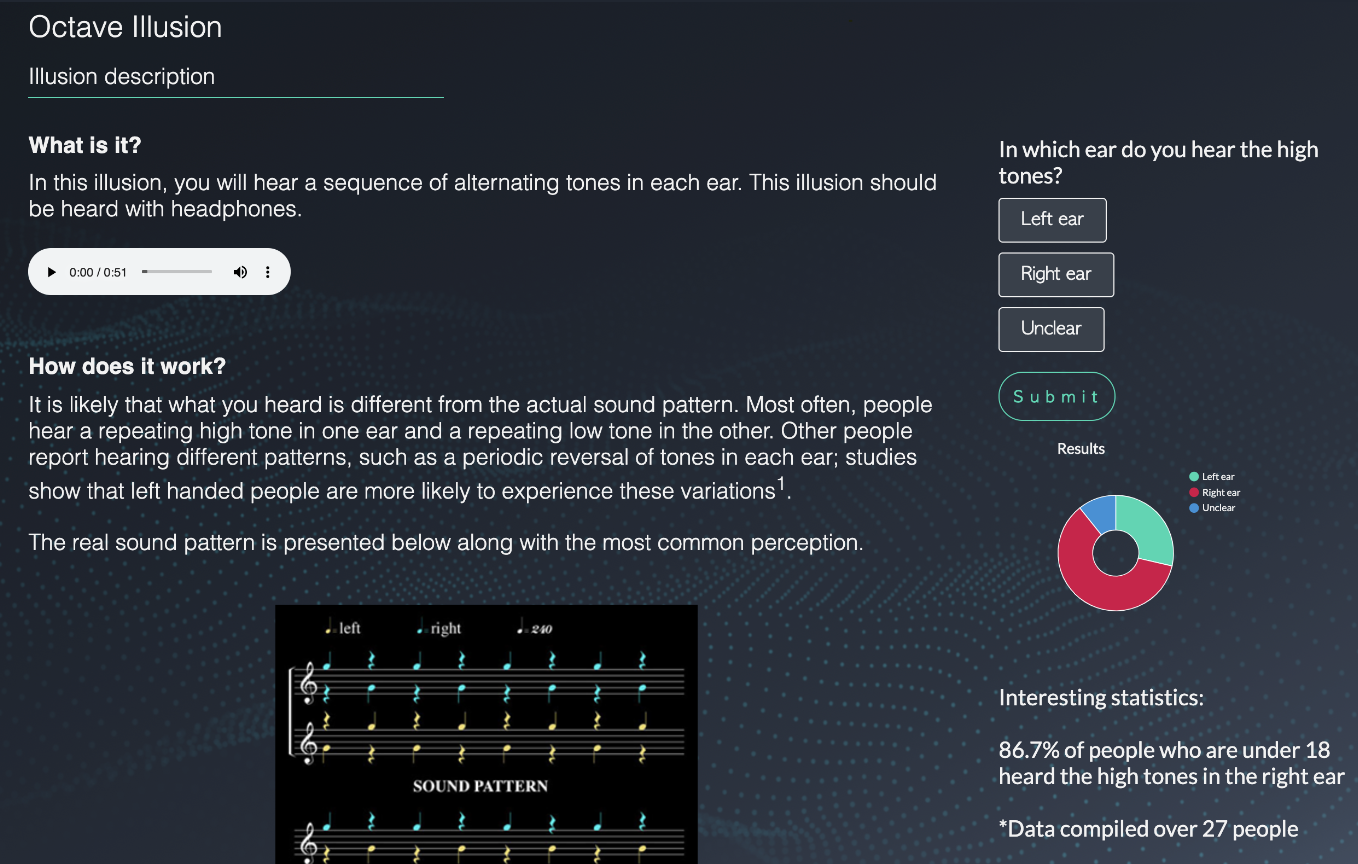 Octave Illusion
Illusion description
What is it?
In this illusion, you will hear a sequence of alternating tones in each ear. This illusion should
be heard with headphones.
0:00 / 0:51
How does it work?
It is likely that what you heard is different from the actual sound pattern. Most often, people
hear a repeating high tone in one ear and a repeating low tone in the other. Other people
report hearing different patterns, such as a periodic reversal of tones in each ear; studies
show that left handed people are more likely to experience these variations1.
The real sound pattern is presented below along with the most common perception.
= left = right = 240
SOUND PATTERN
In which ear do you hear the high
tones?
Left ear
Right ear
Unclear
Submit
Results
Left ear
Right ear
Unclear
Interesting statistics:
86.7% of people who are under 18
heard the high tones in the right ear
*Data compiled over 27 people